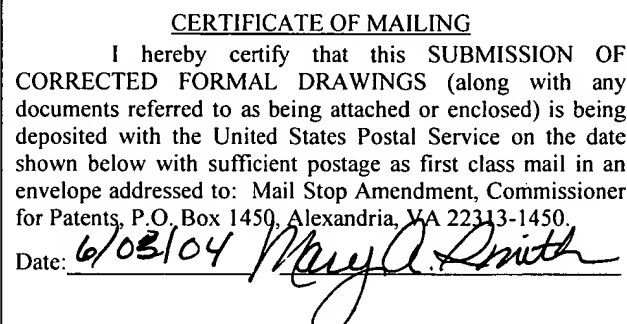 CERTIFICATE OF MAILING
I hereby certify that this SUBMISSION OF
CORRECTED FORMAL DRAWINGS (along with any
documents referred to as being attached or enclosed) is being
deposited with the United States Postal Service on the date
shown below with sufficient postage as first class mail in an
envelope addressed to: Mail Stop Amendment, Commissioner
for Patents, P.O. Box 1450, Alexandria, VA 22313-1450.
Date: 6/03/04 Mary A. Smith